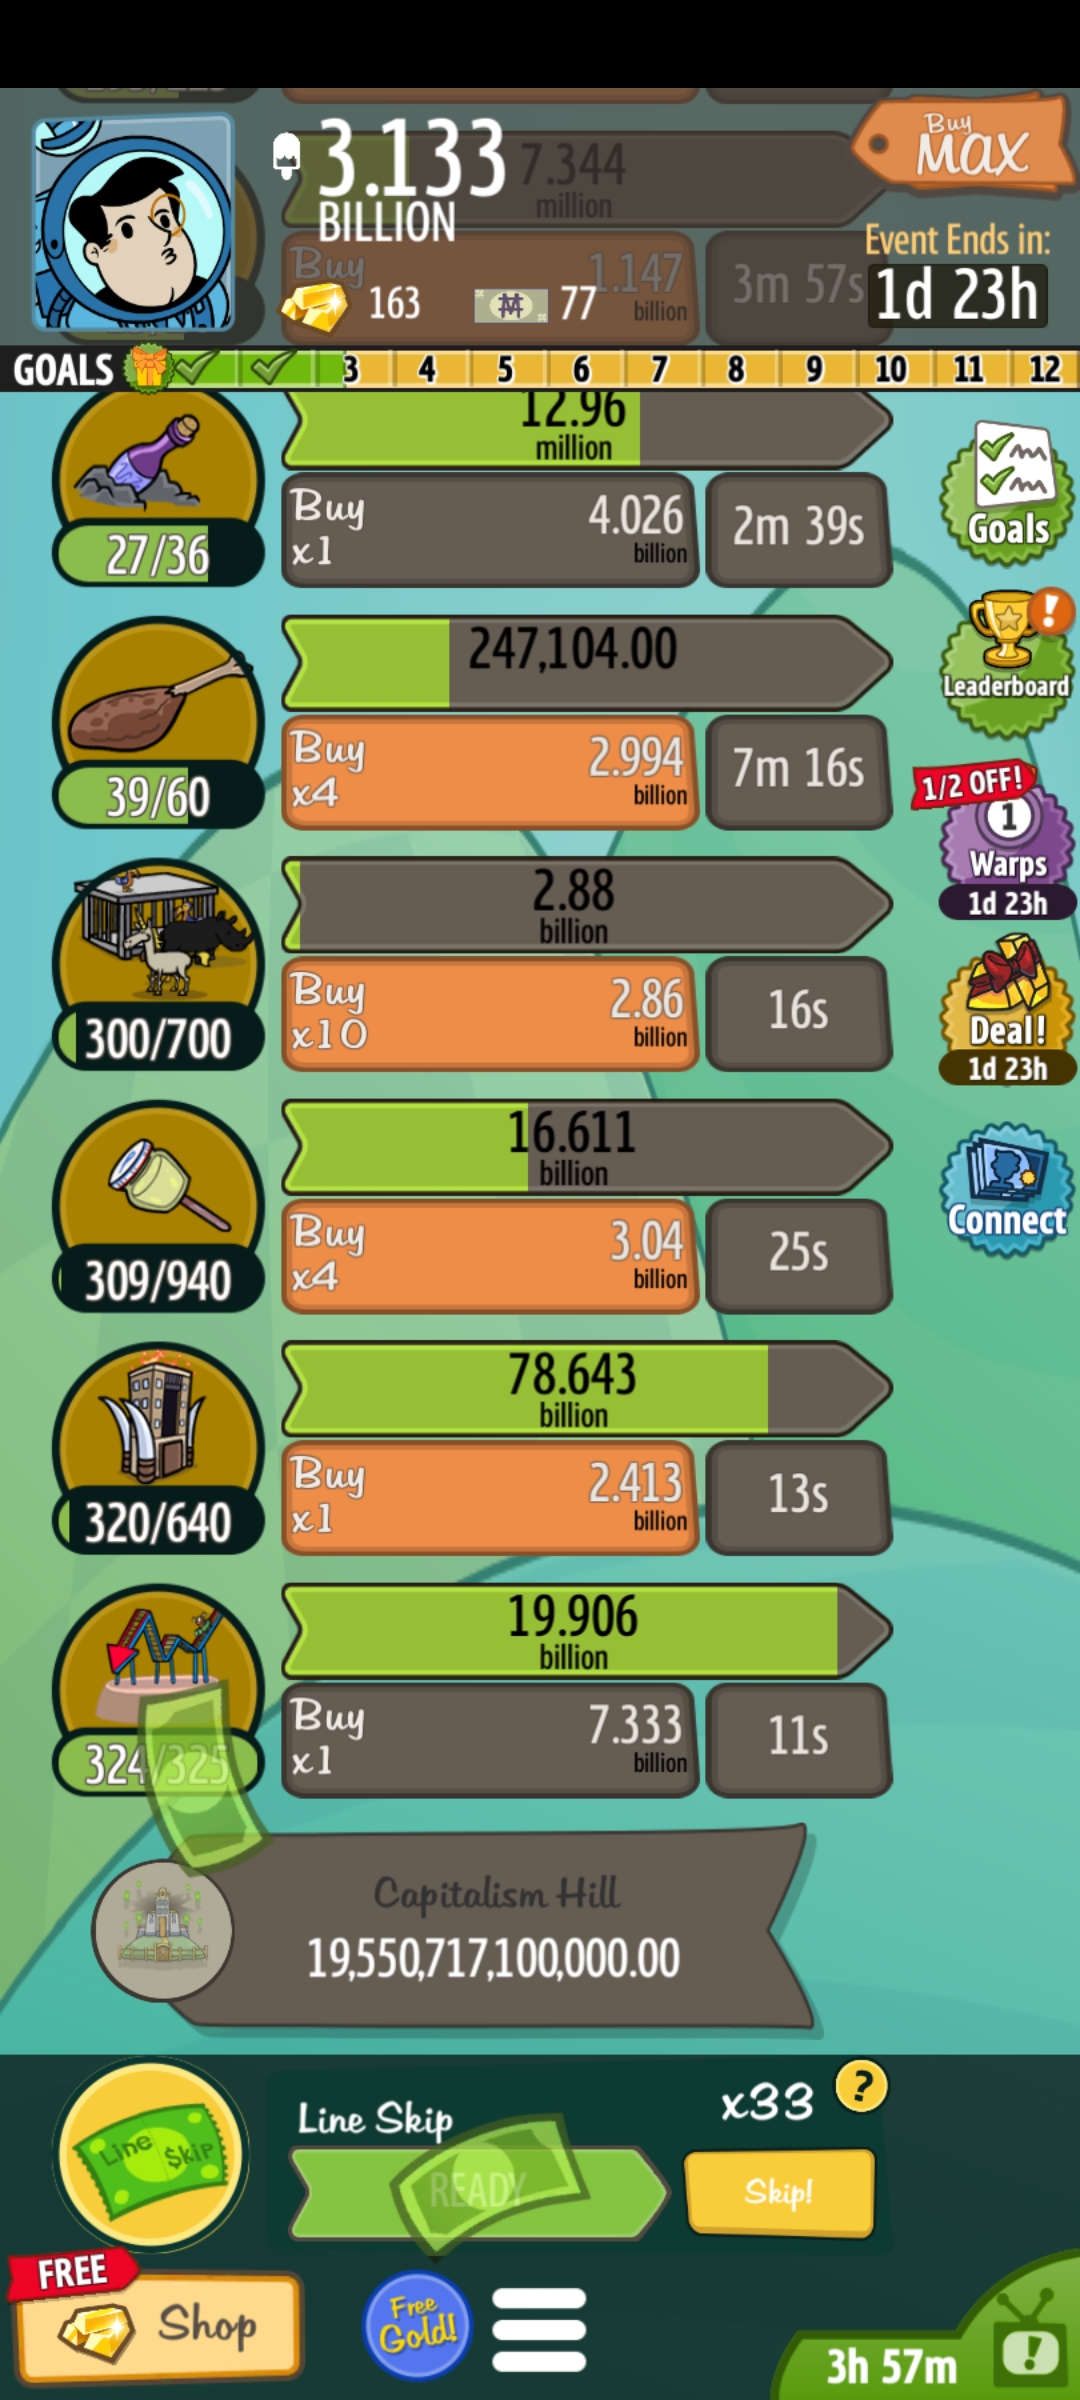 3.133
BILLION
7.344
million
Buy
MAX
Buy
1.147
billion
3m 57s
163
77
Event Ends in:
1d 23h
GOALS
3 4 5 6 7 8 9 10 11 12
12.96
million
27/36
Buy
x1
4.026
billion
2m 39s
Goals
247,104.00
39/60
Buy
x4
2.994
billion
7m 16s
Leaderboard
1/2 OFF!
1
Warps
1d 23h
2.88
billion
300/700
Buy
x10
2.86
billion
16s
Deal!
1d 23h
16.611
billion
309/940
Buy
x4
3.04
billion
25s
Connect
78.643
billion
320/640
Buy
x1
2.413
billion
13s
19.906
billion
324/325
Buy
x1
7.333
billion
11s
Capitalism Hill
19,550,717,100,000.00
Line $kip
Line Skip
x33
?
READY
Skip!
FREE
Shop
Free
Gold!
3h 57m
!